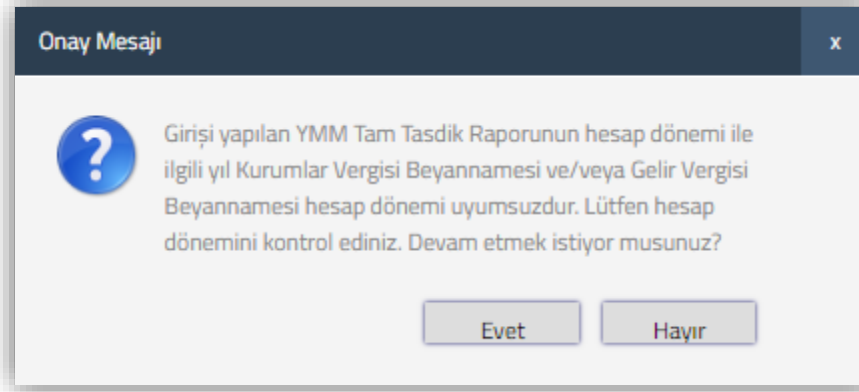 Onay Mesajı
x
Girişi yapılan YMM Tam Tasdik Raporunun hesap dönemi ile
ilgili yıl Kurumlar Vergisi Beyannamesi ve/veya Gelir Vergisi
Beyannamesi hesap dönemi uyumsuzdur. Lütfen hesap
dönemini kontrol ediniz. Devam etmek istiyor musunuz?
Evet
Hayır